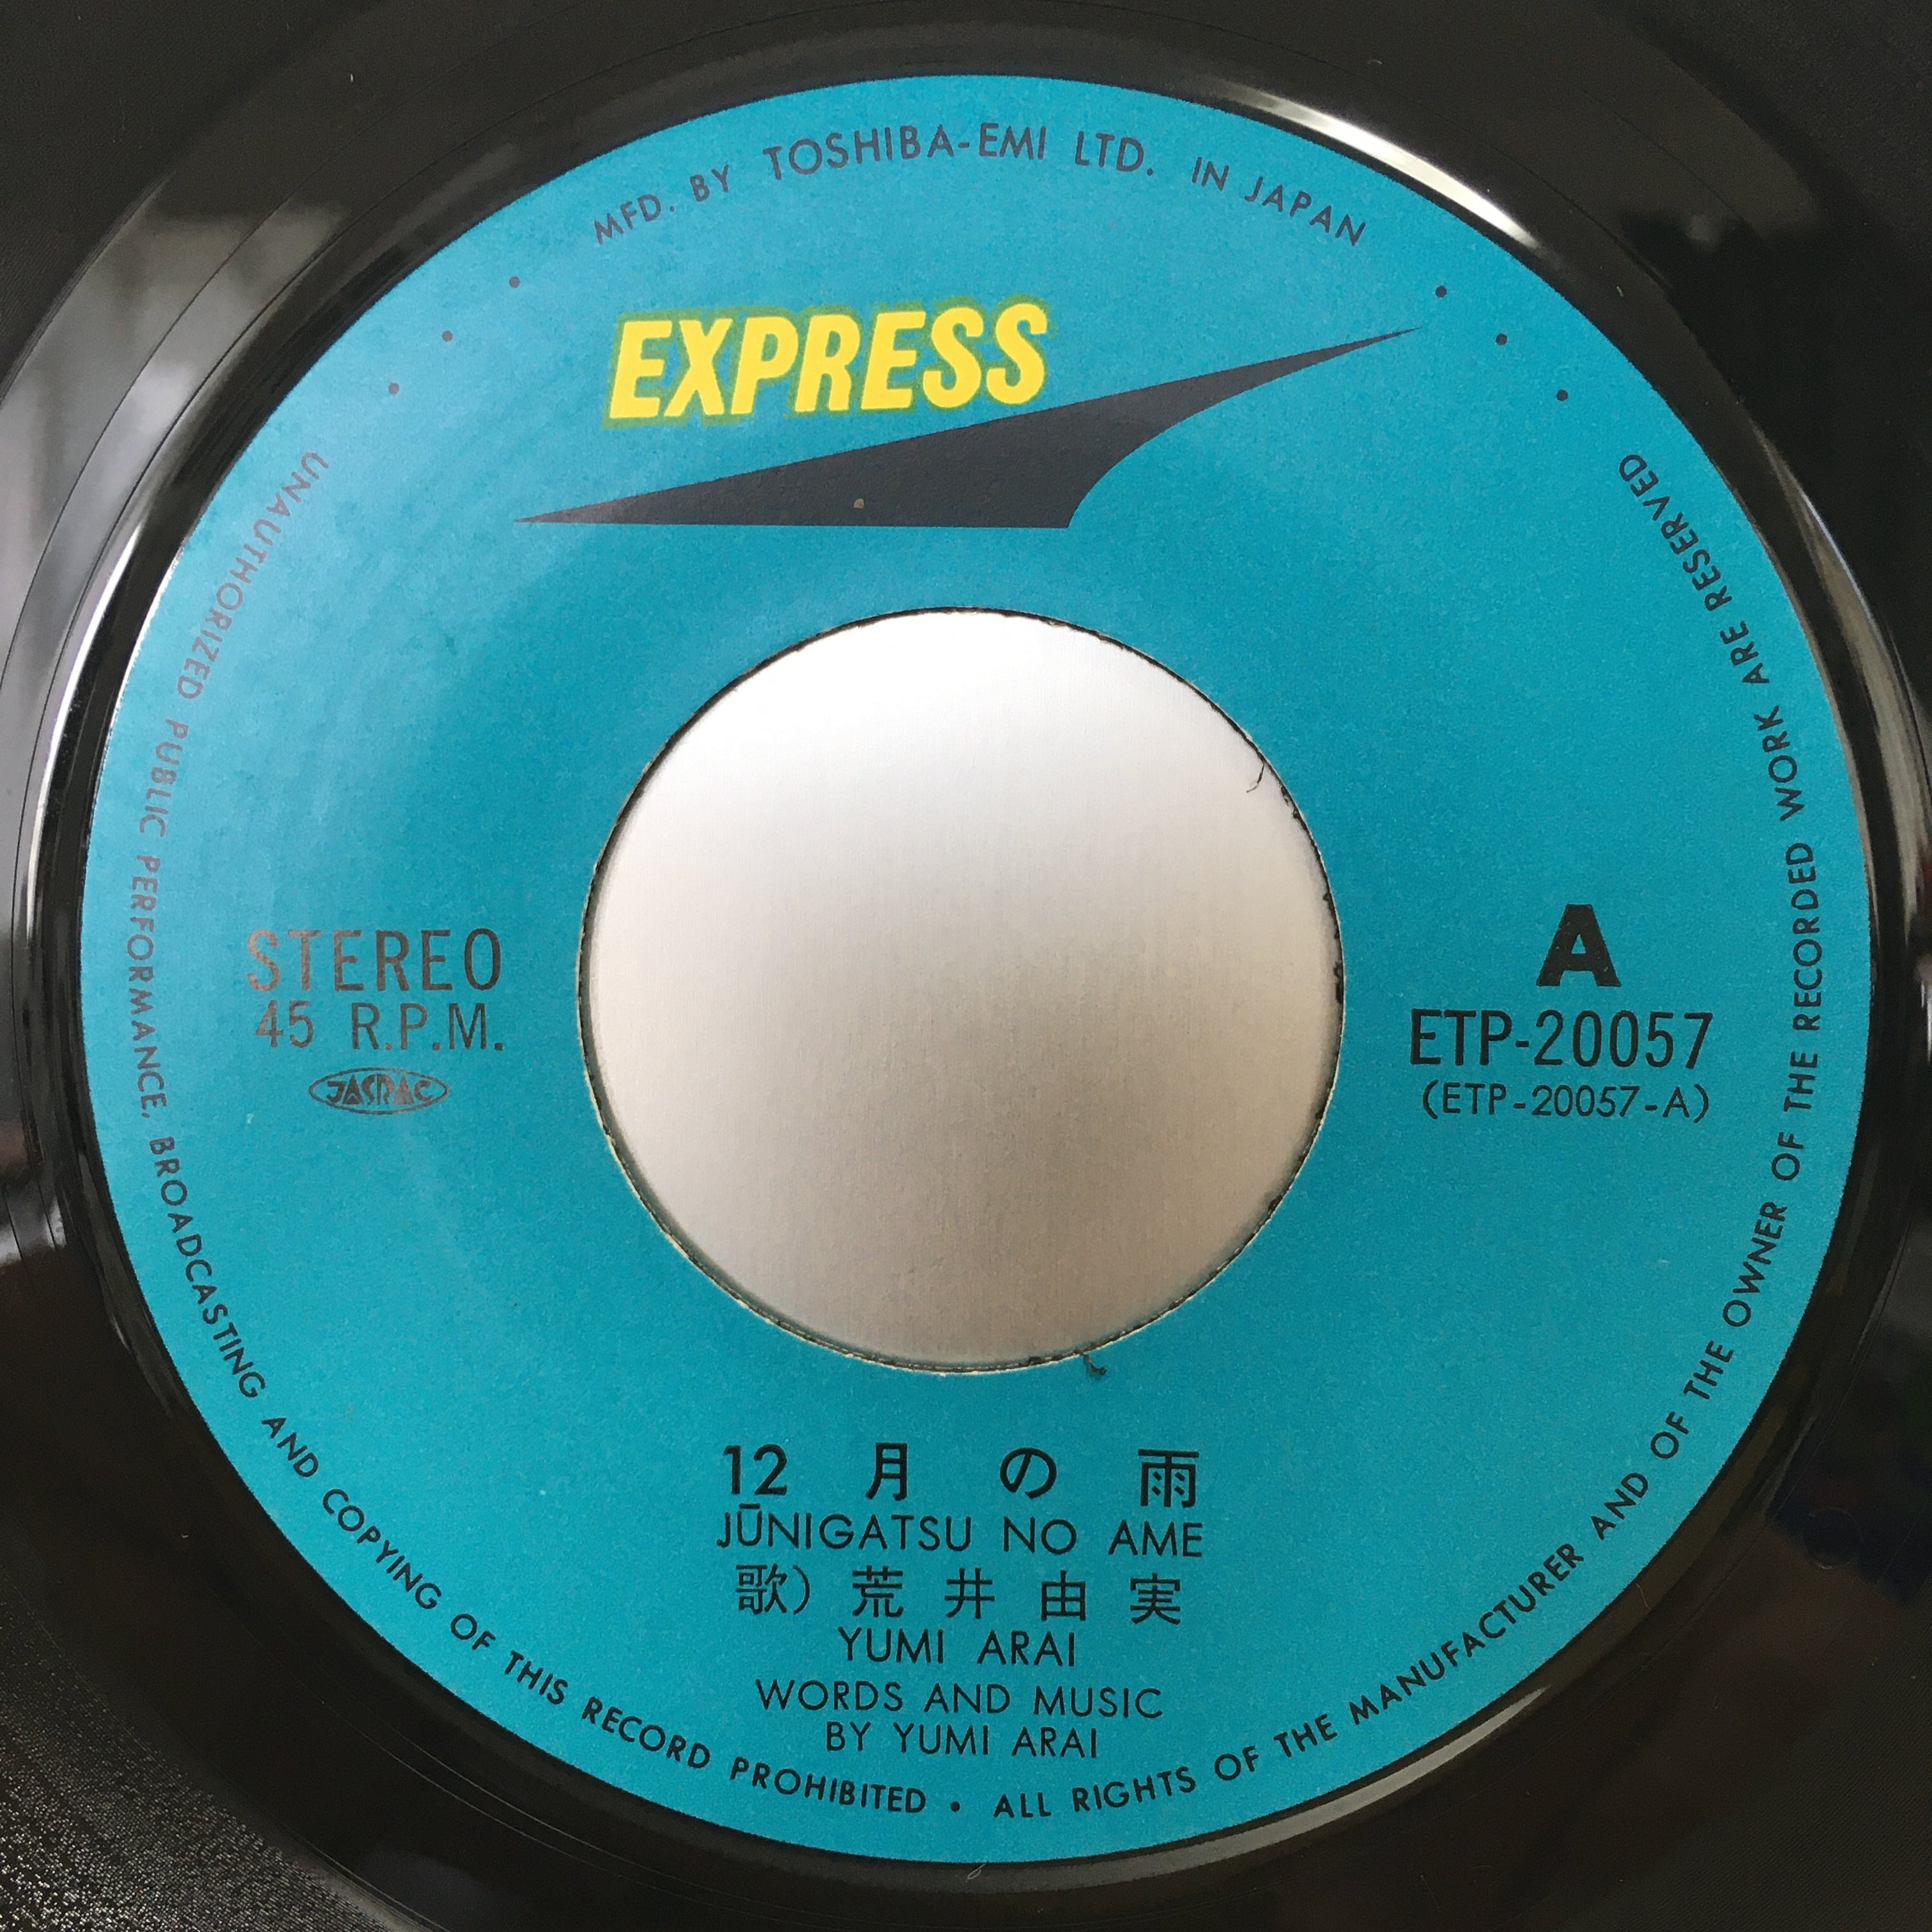 MFD. BY TOSHIBA-EMI LTD. IN JAPAN
EXPRESS
STEREO
45 R.P.M.
JASRAC
A
ETP-20057
(ETP-20057-A)
12月の雨
JŪNIGATSU NO AME
歌) 荒井由実
YUMI ARAI
WORDS AND MUSIC
BY YUMI ARAI
UNAUTHORIZED PUBLIC PERFORMANCE, BROADCASTING AND COPYING OF THIS RECORD PROHIBITED • ALL RIGHTS OF THE MANUFACTURER AND OF THE OWNER OF THE RECORDED WORK ARE RESERVED